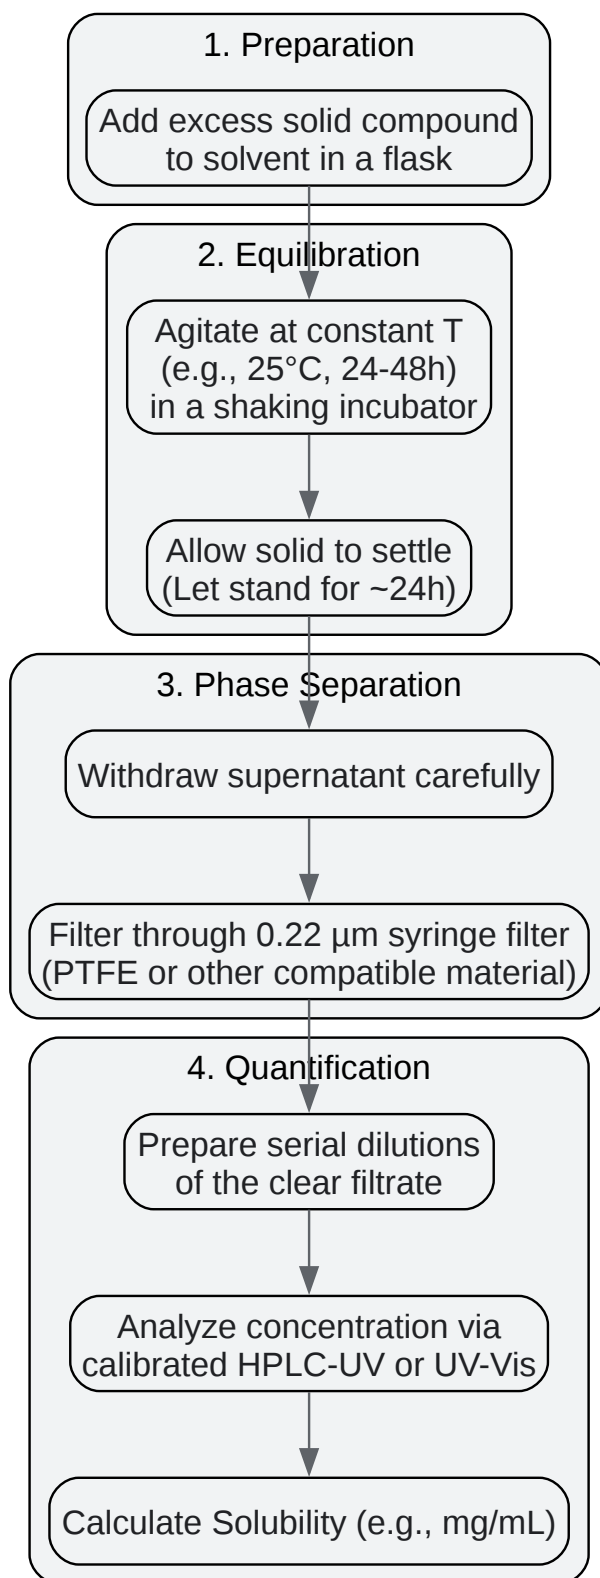 1. Preparation
Add excess solid compound
to solvent in a flask
2. Equilibration
Agitate at constant T
(e.g., 25°C, 24-48h)
in a shaking incubator
Allow solid to settle
(Let stand for ~24h)
3. Phase Separation
Withdraw supernatant carefully
Filter through 0.22 µm syringe filter
(PTFE or other compatible material)
4. Quantification
Prepare serial dilutions
of the clear filtrate
Analyze concentration via
calibrated HPLC-UV or UV-Vis
Calculate Solubility (e.g., mg/mL)